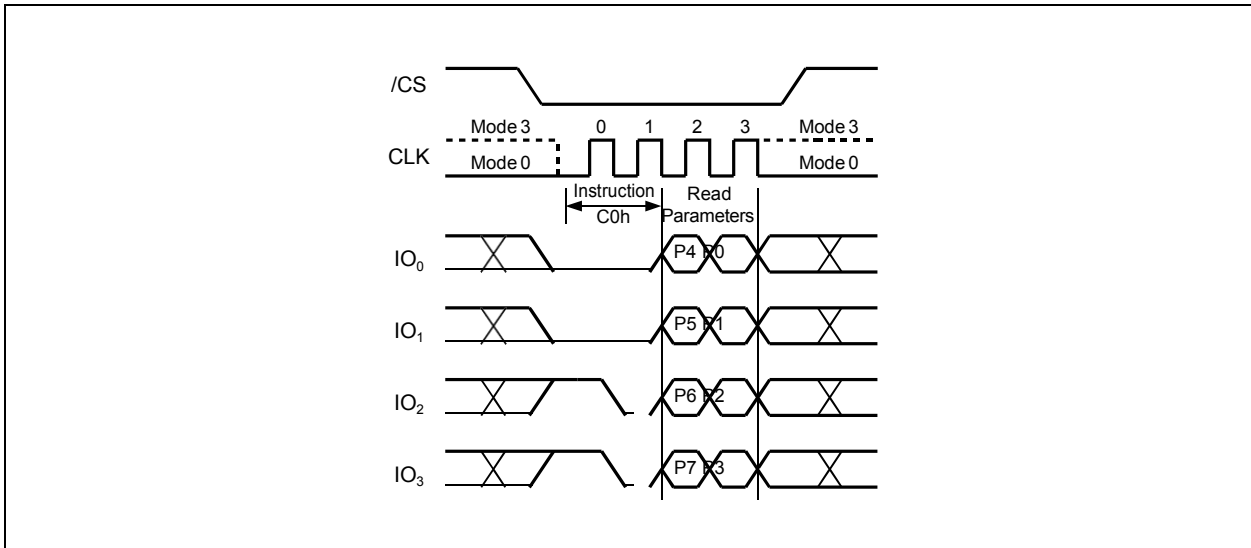 /CS
Mode 3 0 1 2 3 Mode 3
CLK
Mode 0 Mode 0
Instruction Read
C0h Parameters
IO₀ P4 P0
IO₁ P5 P1
IO₂ P6 P2
IO₃ P7 P3